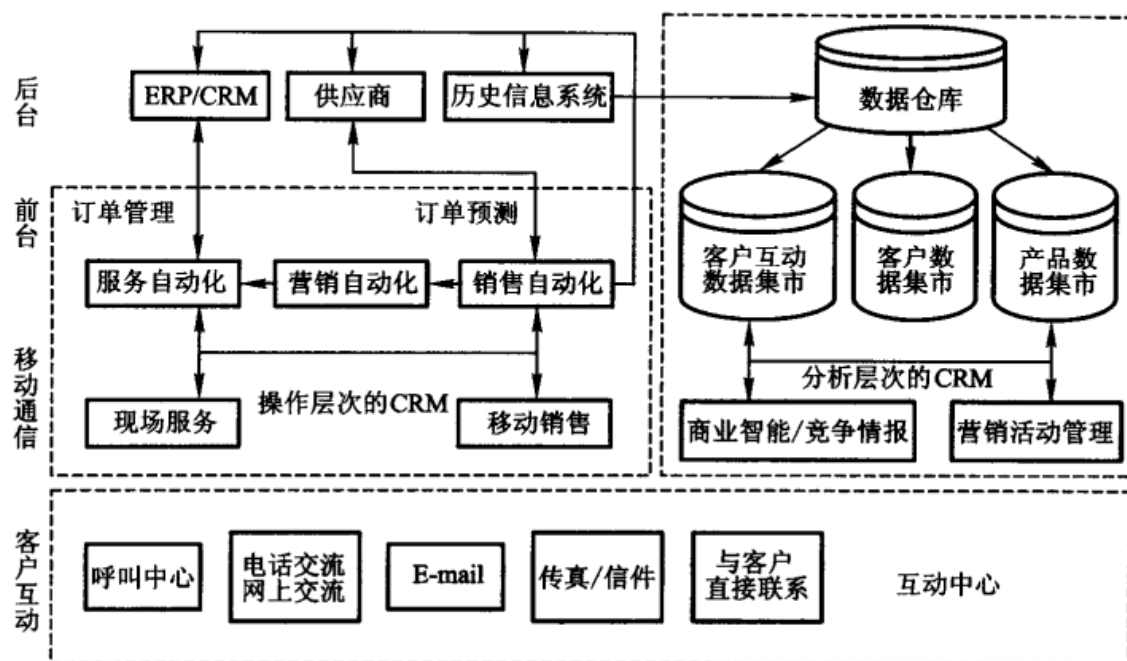 后台
ERP/CRM
供应商
历史信息系统
数据仓库
前台
订单管理
订单预测
服务自动化
营销自动化
销售自动化
客户互动
数据集市
客户数
据集市
产品数
据集市
移动通信
操作层次的CRM
分析层次的CRM
现场服务
移动销售
商业智能/竞争情报
营销活动管理
客户互动
呼叫中心
电话交流
网上交流
E-mail
传真/信件
与客户
直接联系
互动中心